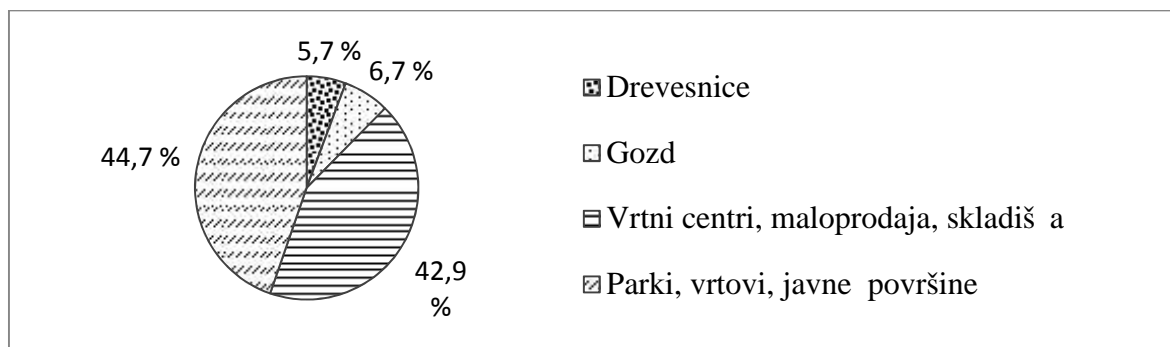 5,7 %
6,7 %
44,7 %
42,9
%
Drevesnice
Gozd
Vrtni centri, maloprodaja, skladiš a
Parki, vrtovi, javne površine